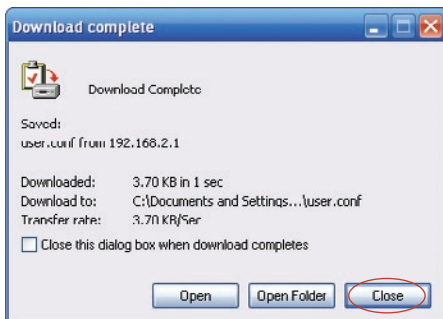 Download complete
Download Complete
Saved:
user.conf from 192.168.2.1
Downloaded: 3.70 KB in 1 sec
Download to: C:\Documents and Settings...\user.conf
Transfer rate: 3.70 KB/Sec
Close this dialog box when download completes
Open Open Folder Close